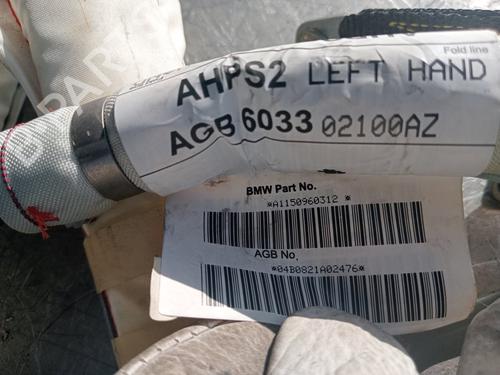 Fold line
AHPS2 LEFT HAND
AGB 6033 02100AZ
BMW Part No.
*A1150960312 *
AGB No.
*04B0821A02476*